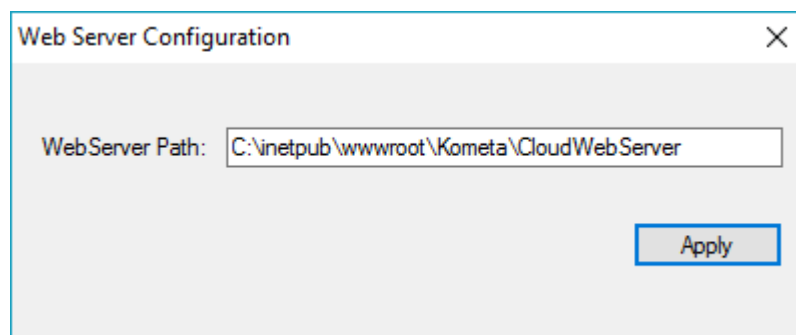 Web Server Configuration
WebServer Path: C:\inetpub\wwwroot\Kometa\CloudWebServer
Apply